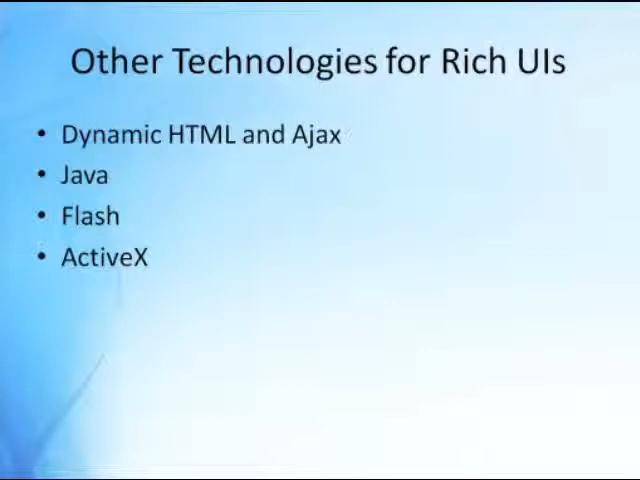 Other Technologies for Rich UIs
• Dynamic HTML and Ajax
• Java
• Flash
• ActiveX